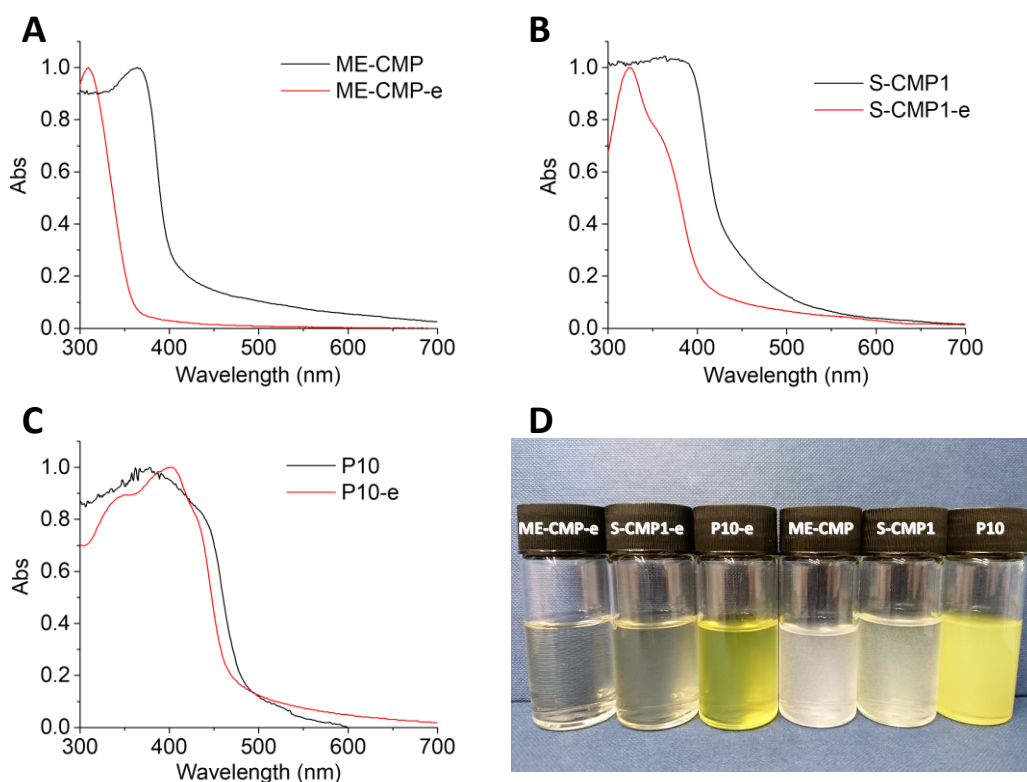 A
ME-CMP
ME-CMP-e
Abs
1.0
0.8
0.6
0.4
0.2
0.0
300 400 500 600 700
Wavelength (nm)
B
S-CMP1
S-CMP1-e
Abs
1.0
0.8
0.6
0.4
0.2
0.0
300 400 500 600 700
Wavelength (nm)
C
P10
P10-e
Abs
1.0
0.8
0.6
0.4
0.2
0.0
300 400 500 600 700
Wavelength (nm)
D
ME-CMP-e S-CMP1-e P10-e ME-CMP S-CMP1 P10